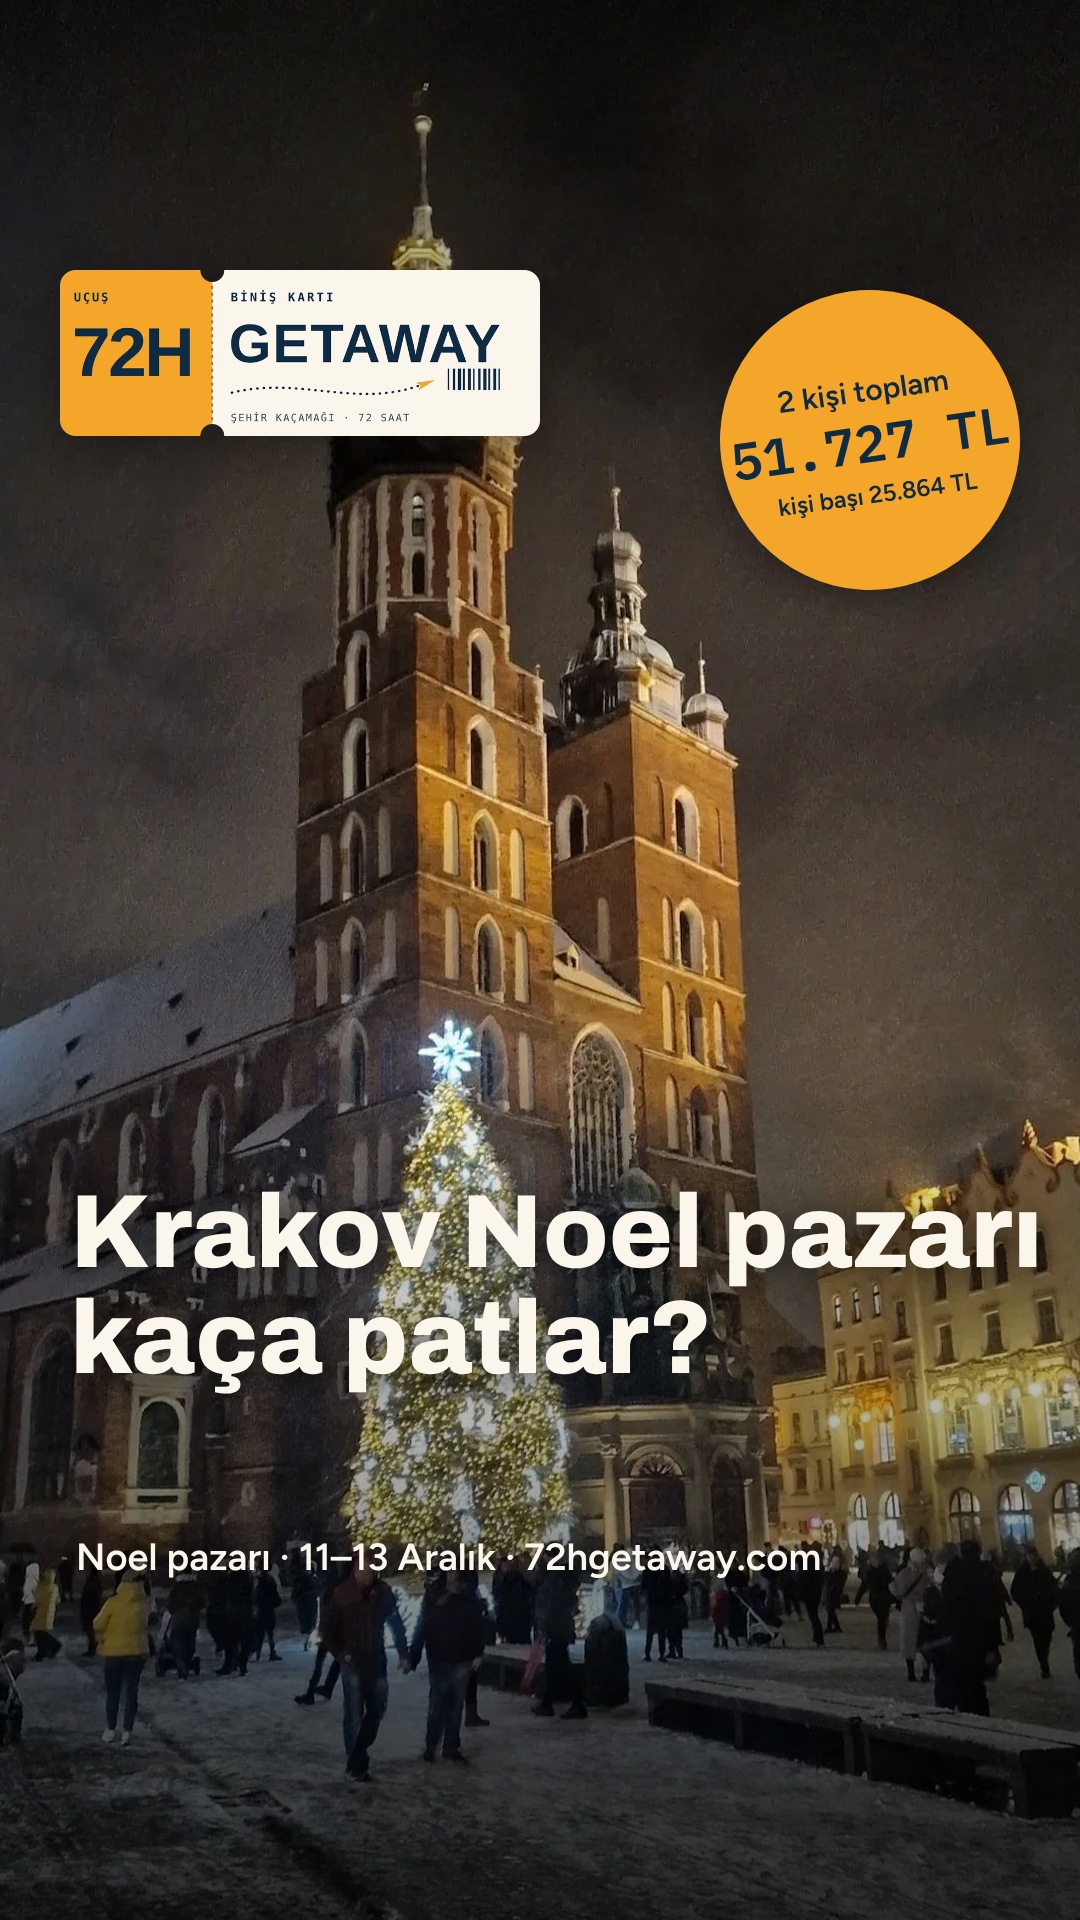 UÇUŞ
72H
BİNİŞ KARTI
GETAWAY
ŞEHİR KAÇAMAĞI · 72 SAAT
2 kişi toplam
51.727 TL
kişi başı 25.864 TL
Krakov Noel pazarı
kaça patlar?
Noel pazarı · 11–13 Aralık · 72hgetaway.com